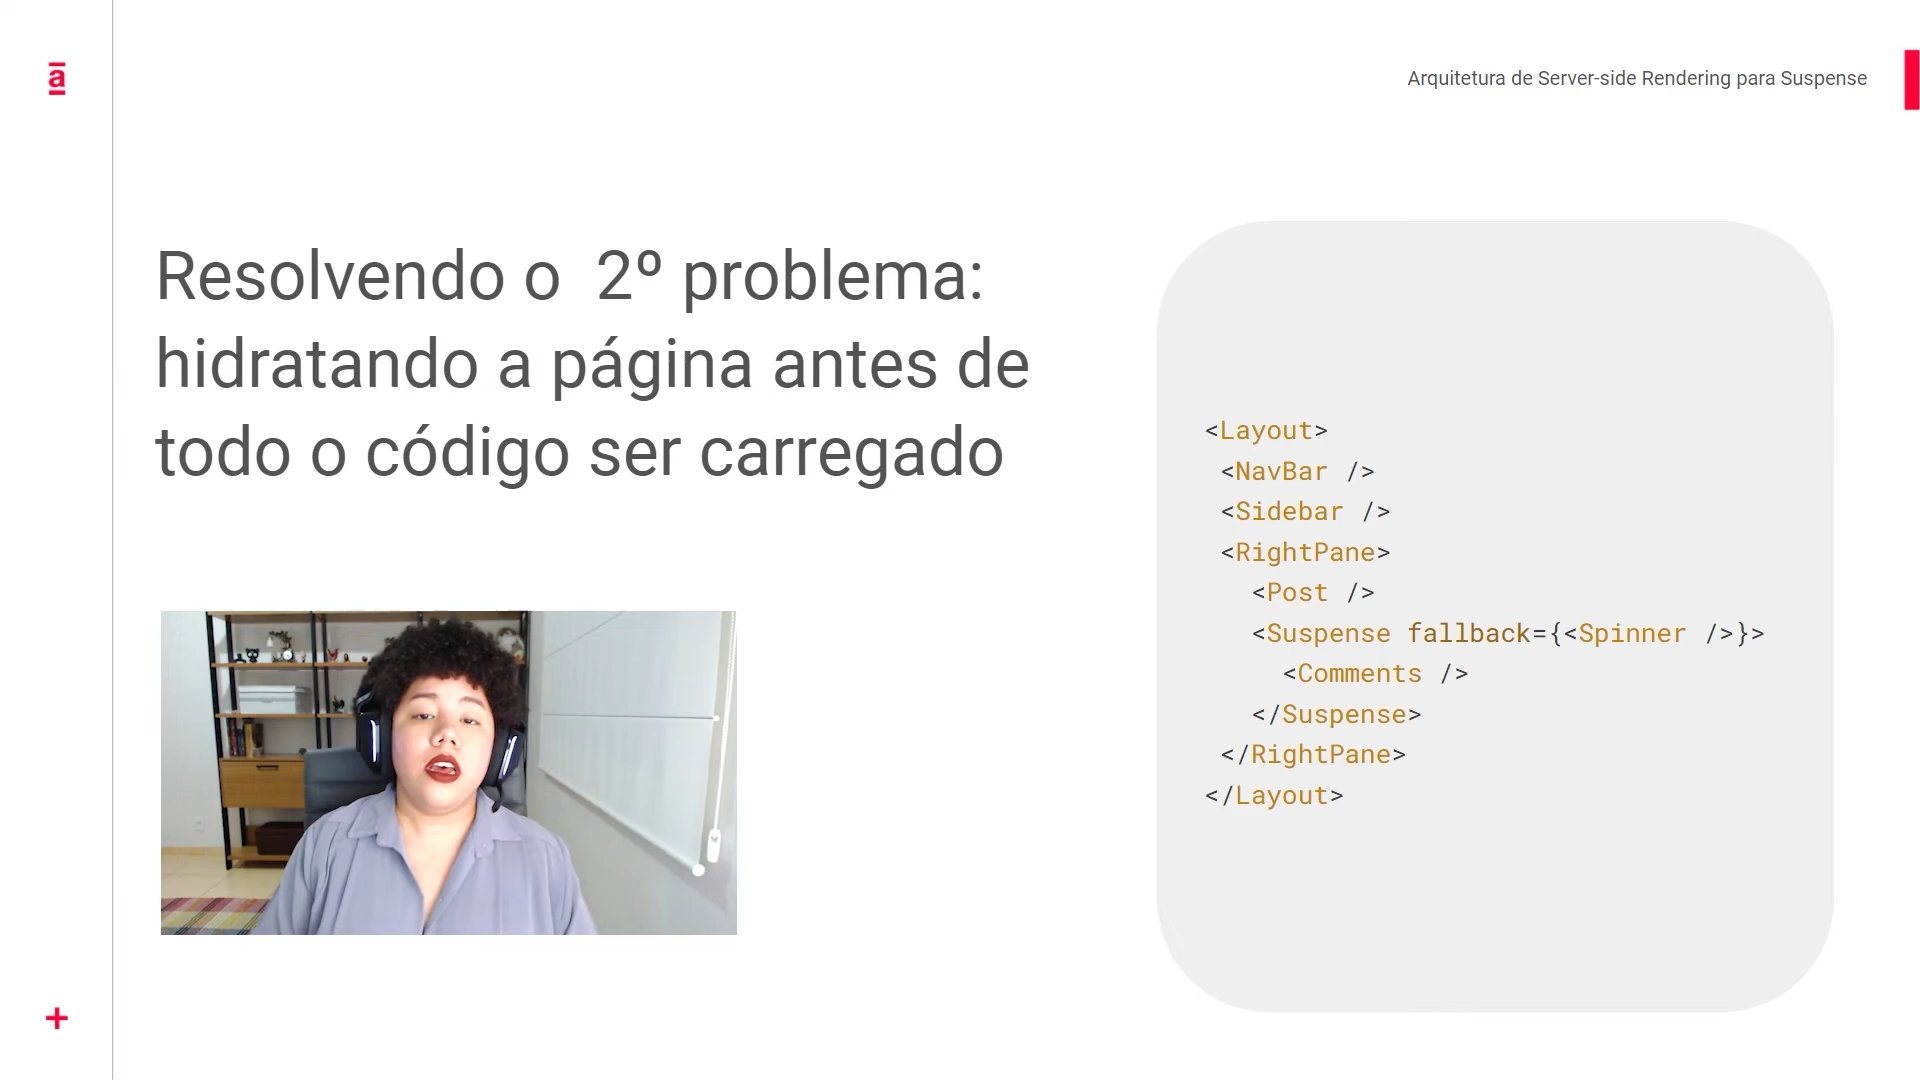 ā
Arquitetura de Server-side Rendering para Suspense
Resolvendo o  2º problema:
hidratando a página antes de
todo o código ser carregado
<Layout>
 <NavBar />
 <Sidebar />
 <RightPane>
   <Post />
   <Suspense fallback={<Spinner />}>
     <Comments />
   </Suspense>
 </RightPane>
</Layout>
+